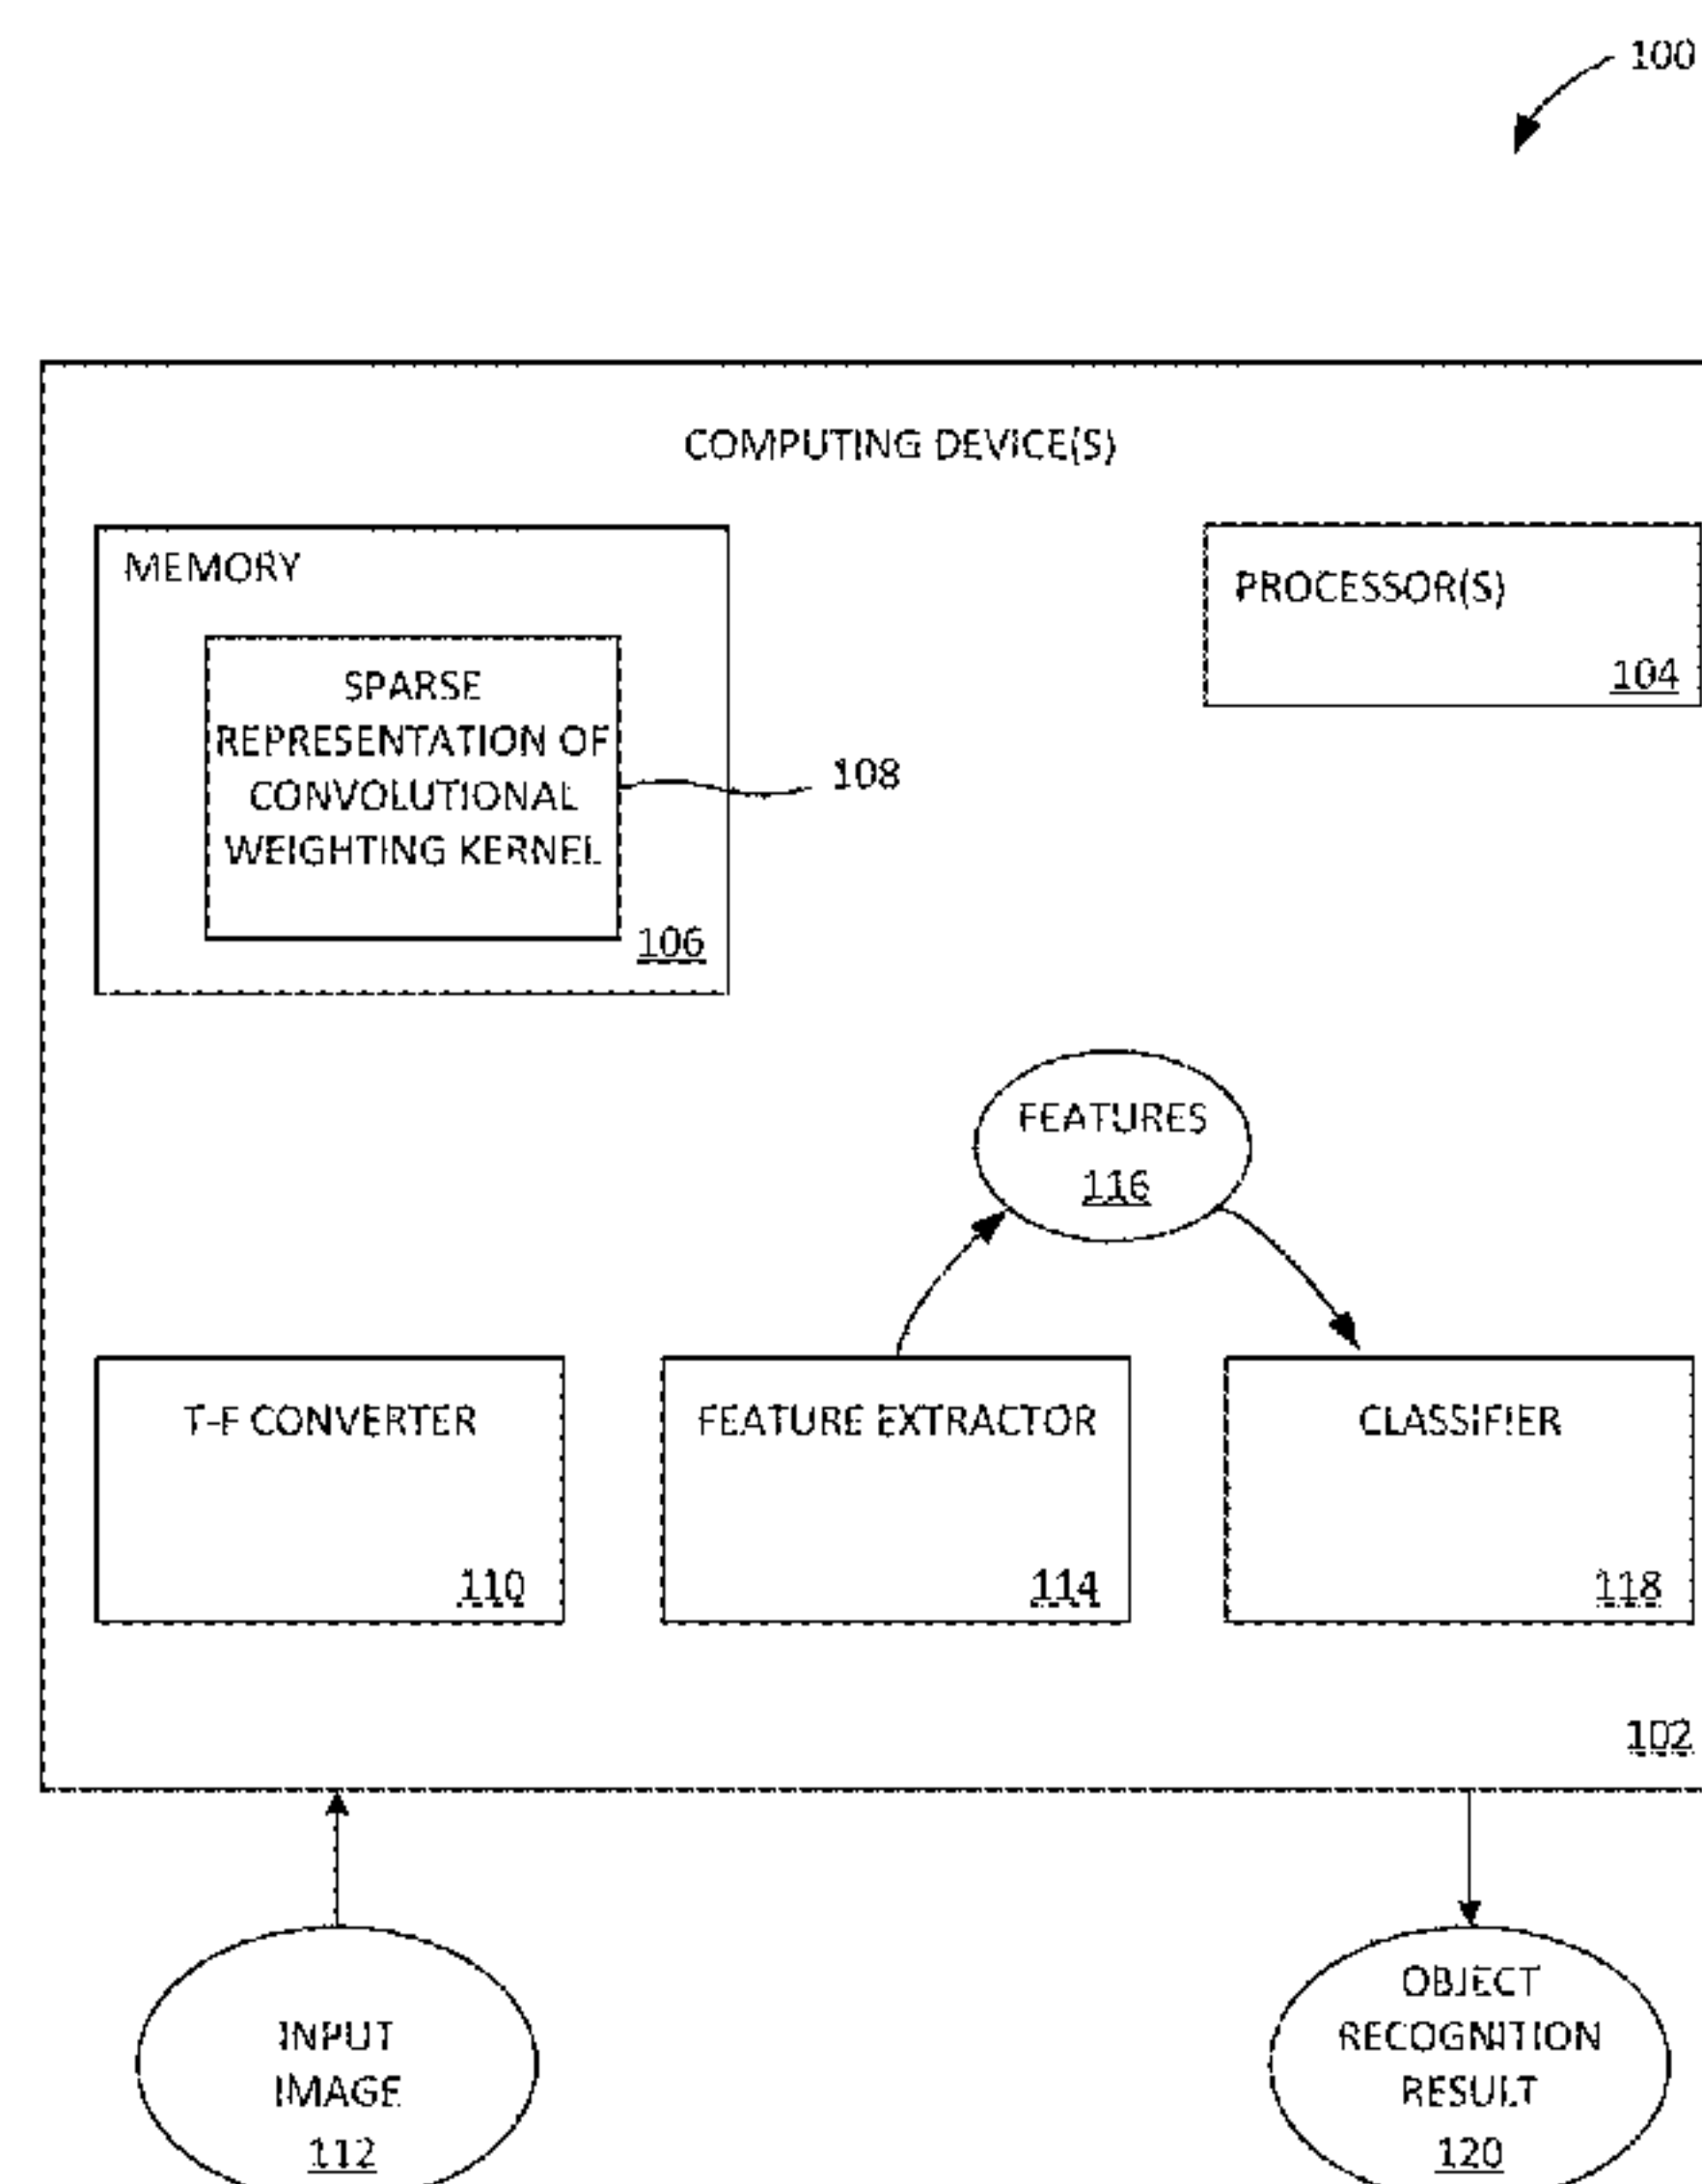 100
COMPUTING DEVICE(S)
MEMORY
SPARSE
REPRESENTATION OF
CONVOLUTIONAL
WEIGHTING KERNEL
106
108
PROCESSOR(S)
104
FEATURES
116
T-F CONVERTER
110
FEATURE EXTRACTOR
114
CLASSIFIER
118
102
INPUT
IMAGE
112
OBJECT
RECOGNITION
RESULT
120